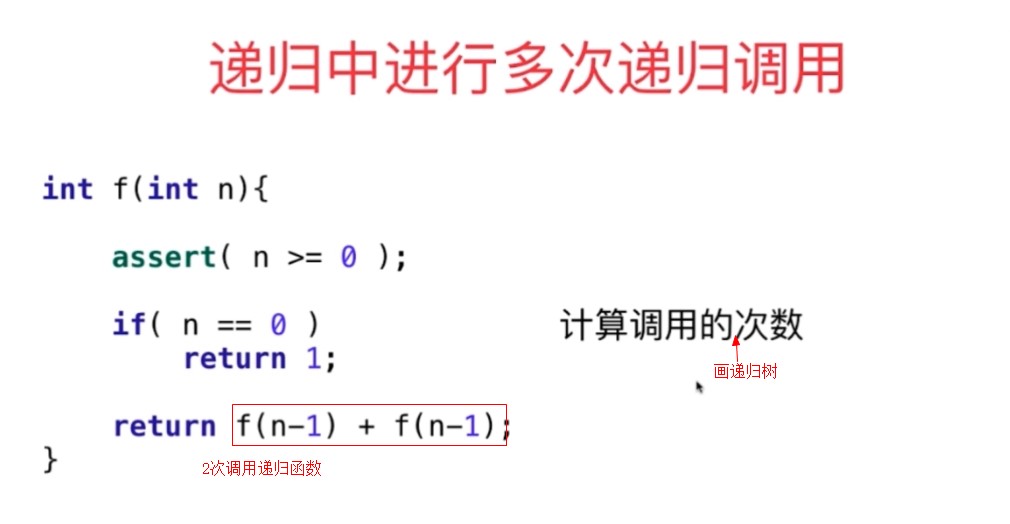 递归中进行多次递归调用
int f(int n){
assert( n >= 0 );
if( n == 0 )
计算调用的次数
return 1;
画递归树
return f(n-1) + f(n-1);
}
2次调用递归函数